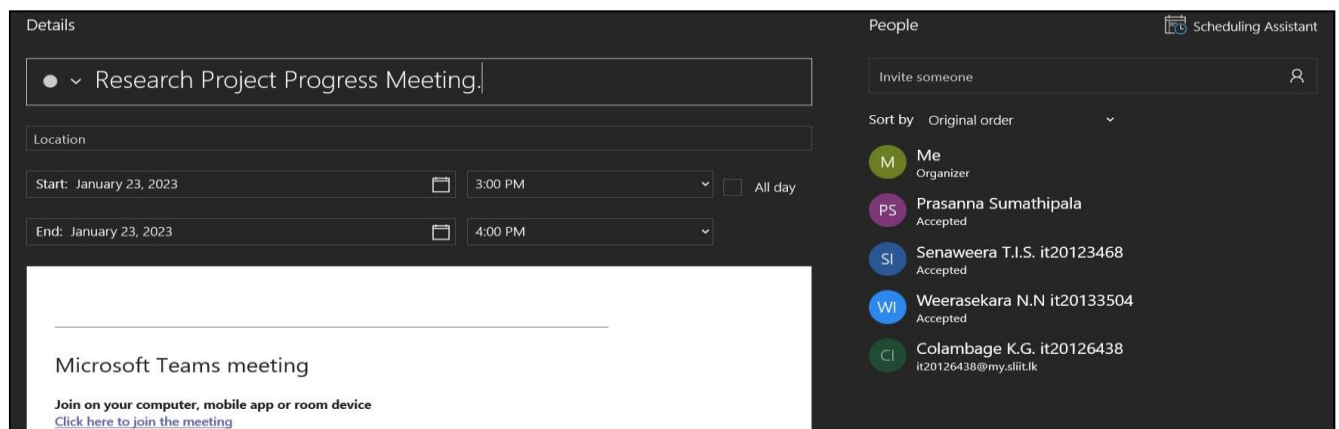 Details
Research Project Progress Meeting.
Location
Start: January 23, 2023
3:00 PM
All day
End: January 23, 2023
4:00 PM
Microsoft Teams meeting
Join on your computer, mobile app or room device
Click here to join the meeting
People
Scheduling Assistant
Invite someone
Sort by Original order
M
Me
Organizer
PS
Prasanna Sumathipala
Accepted
SI
Senaweera T.I.S. it20123468
Accepted
WI
Weerasekara N.N it20133504
Accepted
CI
Colambage K.G. it20126438
it20126438@my.sliit.lk